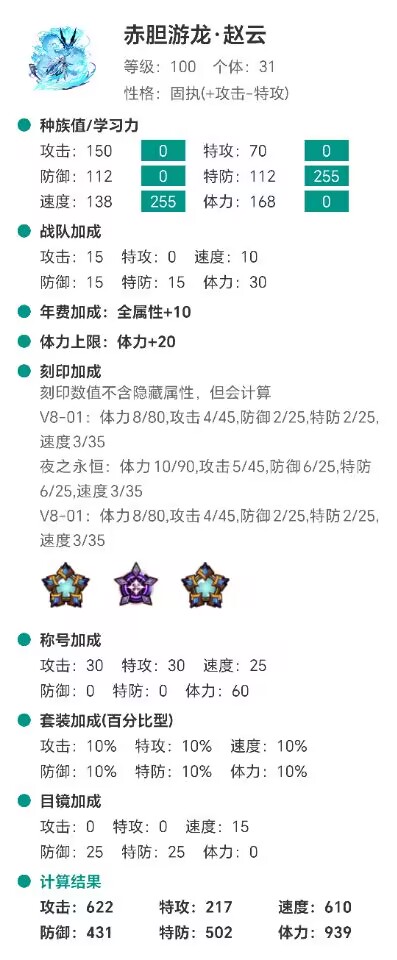 赤胆游龙·赵云
等级：100 个体：31
性格：固执(+攻击-特攻)
种族值/学习力
攻击：150 0 特攻：70 0
防御：112 0 特防：112 255
速度：138 255 体力：168 0
战队加成
攻击：15 特攻：0 速度：10
防御：15 特防：15 体力：30
年费加成：全属性+10
体力上限：体力+20
刻印加成
刻印数值不含隐藏属性，但会计算
V8-01：体力8/80,攻击4/45,防御2/25,特防2/25,
速度3/35
夜之永恒：体力10/90,攻击5/45,防御6/25,特防
6/25,速度3/35
V8-01：体力8/80,攻击4/45,防御2/25,特防2/25,
速度3/35
称号加成
攻击：30 特攻：30 速度：25
防御：0 特防：0 体力：60
套装加成(百分比型)
攻击：10% 特攻：10% 速度：10%
防御：10% 特防：10% 体力：10%
目镜加成
攻击：0 特攻：0 速度：15
防御：25 特防：25 体力：0
计算结果
攻击：622 特攻：217 速度：610
防御：431 特防：502 体力：939